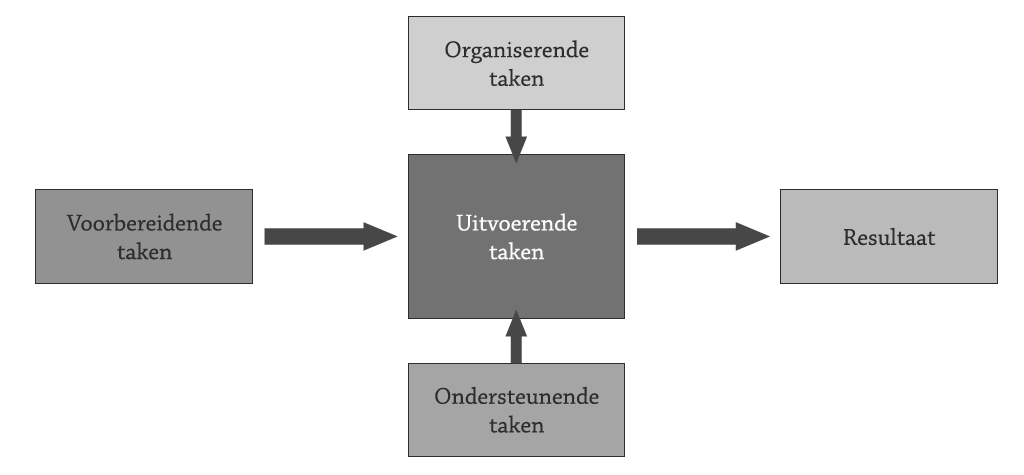 Organiserende
taken
Voorbereidende
taken
Uitvoerende
taken
Resultaat
Ondersteunende
taken